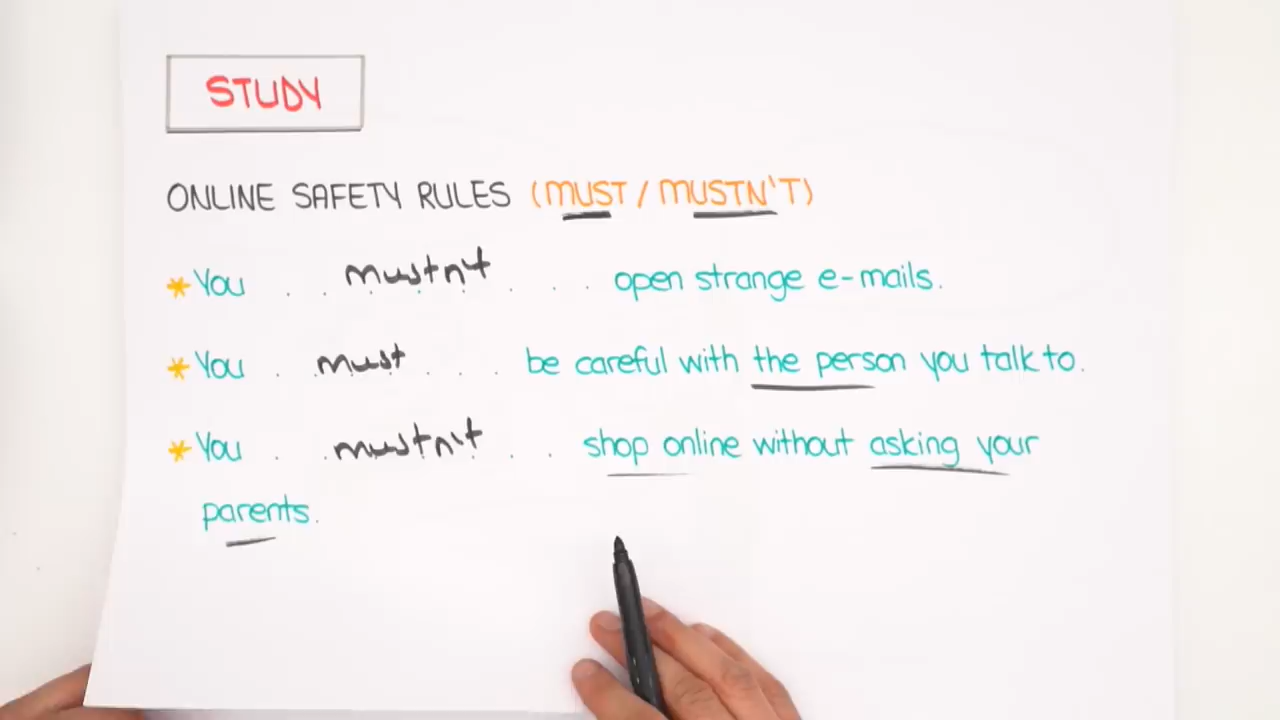 STUDY
ONLINE SAFETY RULES (MUST / MUSTN'T)
*You . . mustn't . . . open strange e-mails.
*You . must . . . be careful with the person you talk to.
*You . . mustn't . . shop online without asking your
parents.